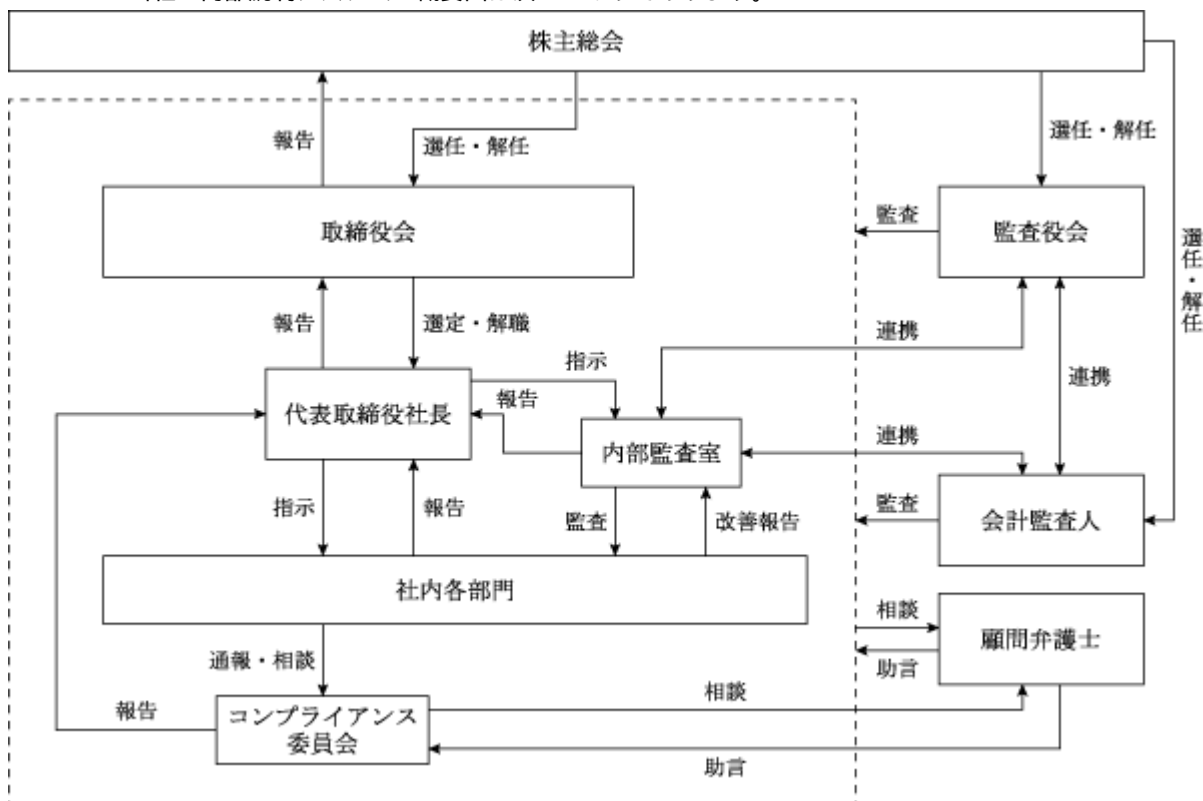 株主総会
報告
選任・解任
選任・解任
選任・解任
取締役会
監査
監査役会
報告
選定・解職
連携
指示
連携
代表取締役社長
報告
内部監査室
連携
指示
報告
監査
改善報告
監査
会計監査人
社内各部門
相談
顧問弁護士
助言
通報・相談
報告
コンプライアンス
委員会
相談
助言